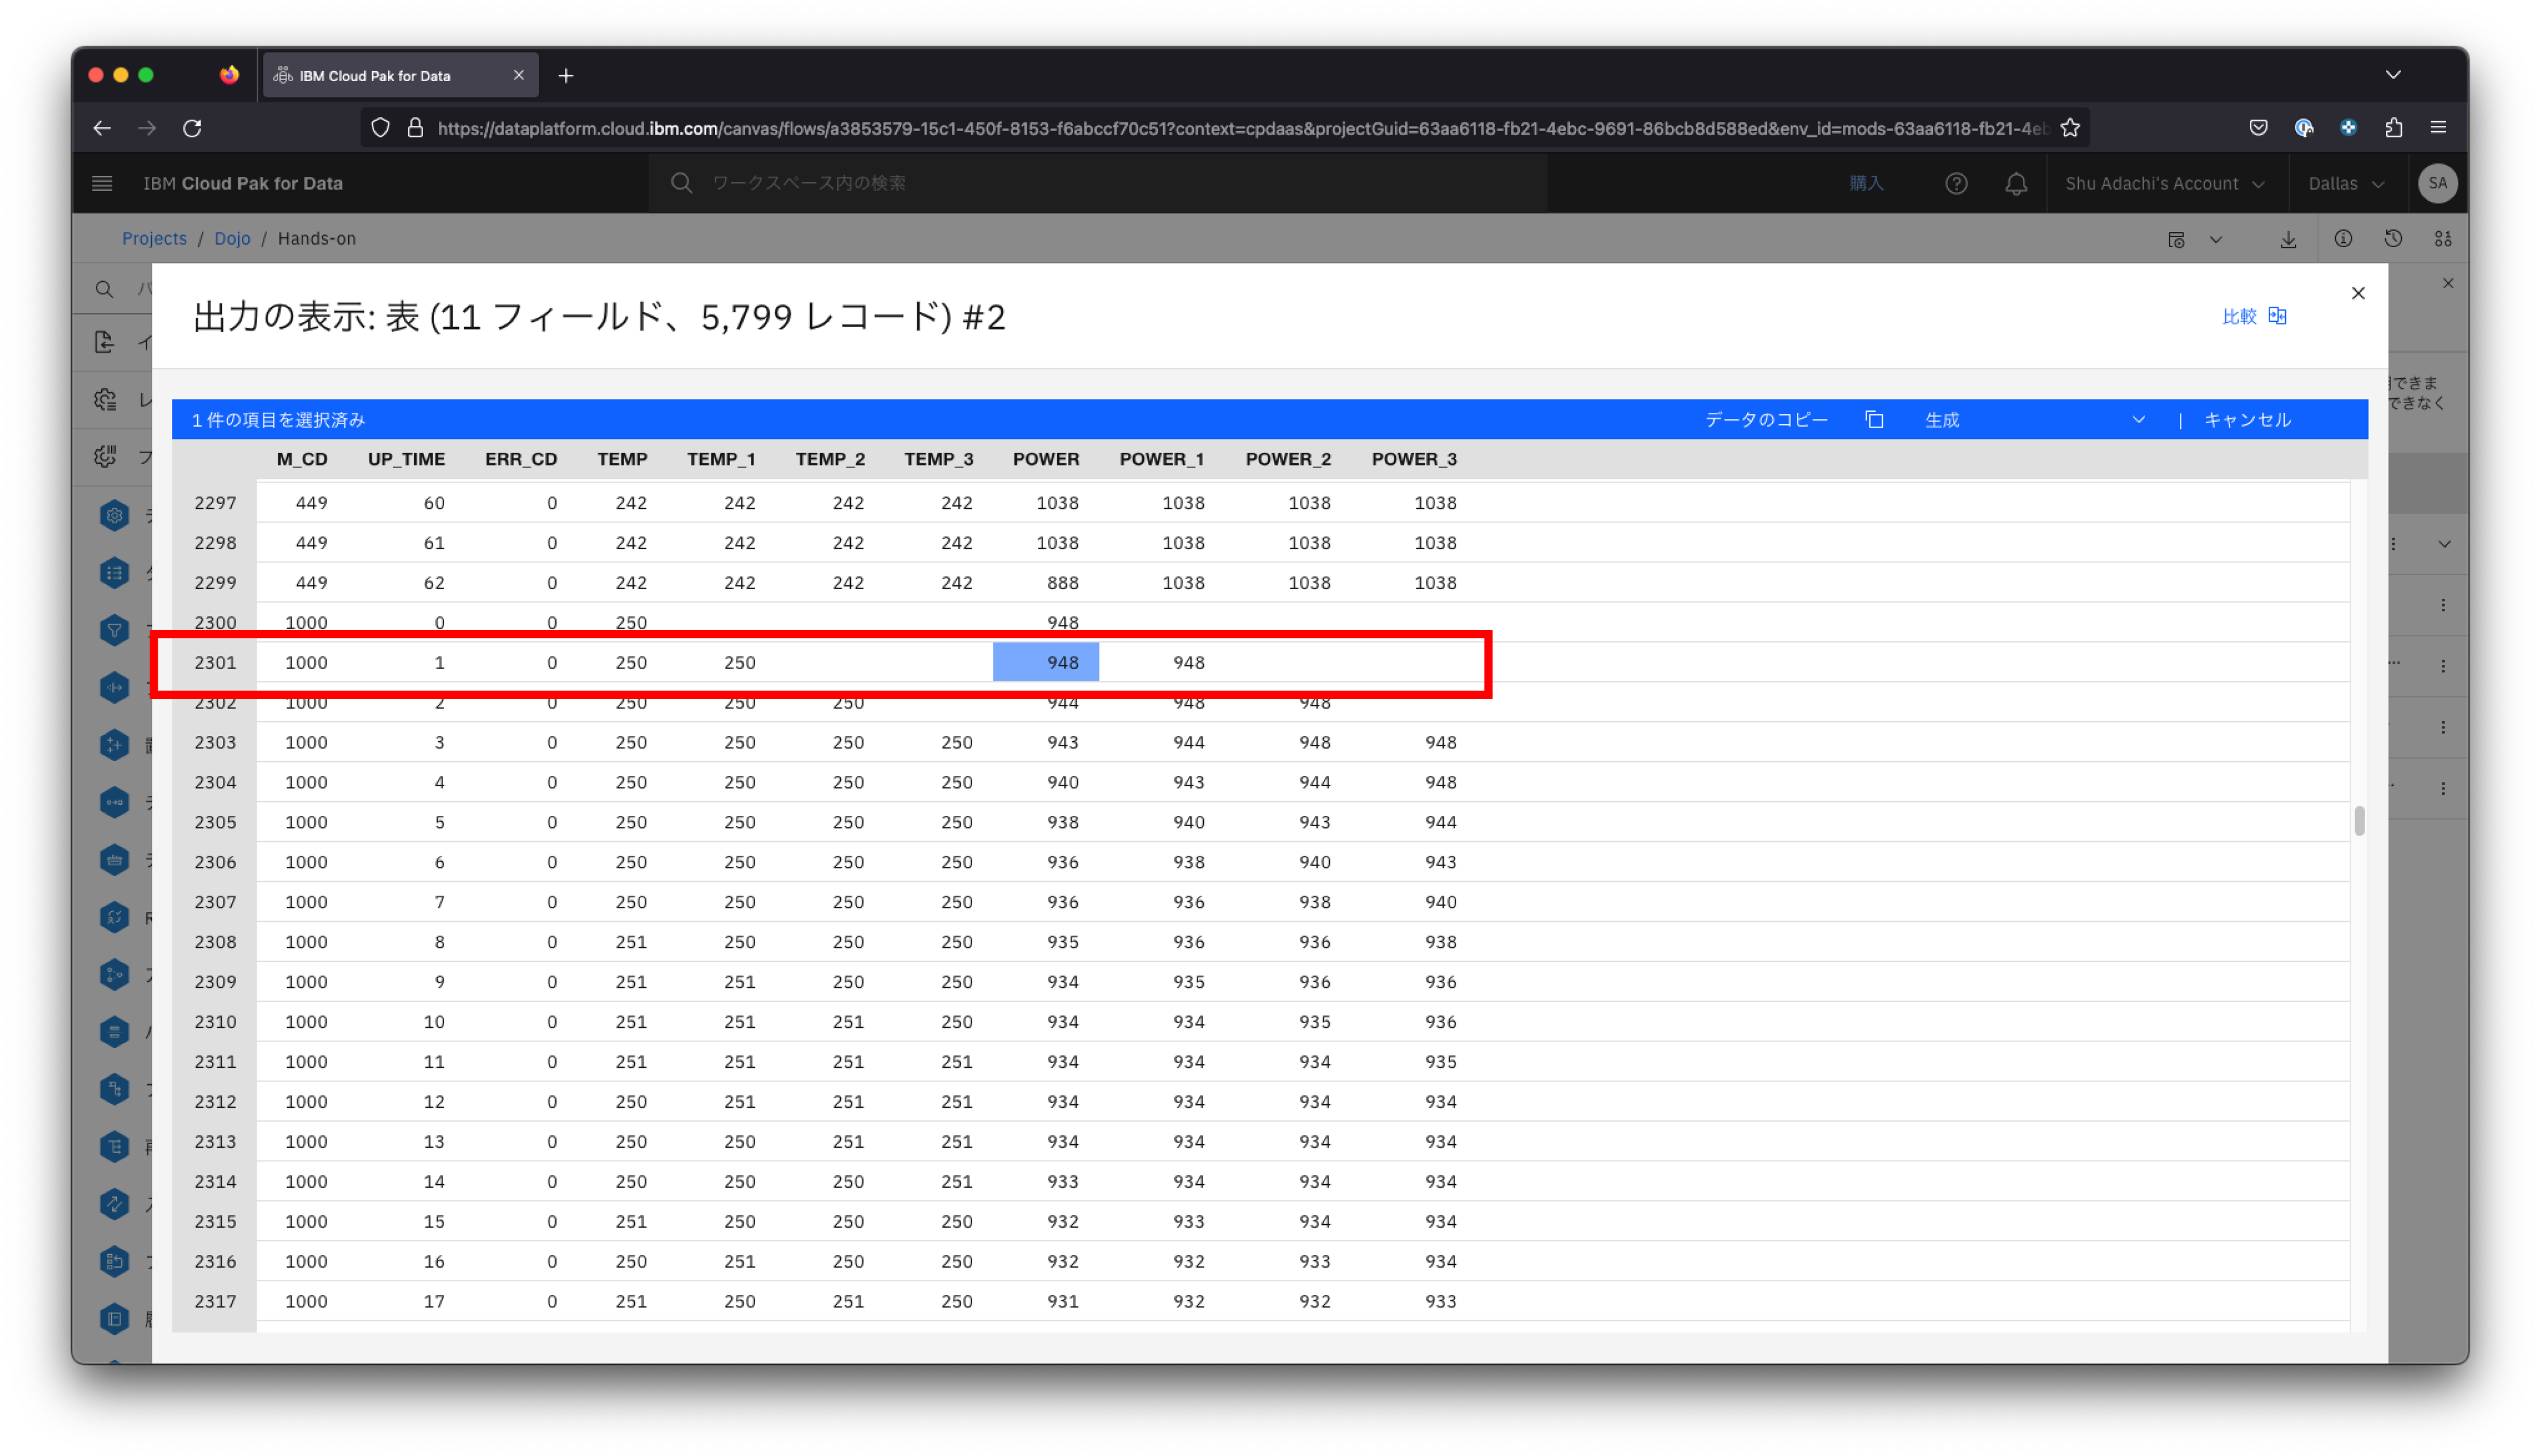 IBM Cloud Pak for Data
https://dataplatform.cloud.ibm.com/canvas/flows/a3853579-15c1-450f-8153-f6abccf70c51?context=cpdaas&projectGuid=63aa6118-fb21-4ebc-9691-86bcb8d588ed&env_id=mods-63aa6118-fb21-4eb
IBM Cloud Pak for Data ワークスペース内の検索 購入 Shu Adachi's Account Dallas SA
Projects / Dojo / Hands-on
出力の表示: 表 (11 フィールド、5,799 レコード) #2 比較
できま
できなく
1 件の項目を選択済み データのコピー 生成 | キャンセル
M_CD UP_TIME ERR_CD TEMP TEMP_1 TEMP_2 TEMP_3 POWER POWER_1 POWER_2 POWER_3
2297 449 60 0 242 242 242 242 1038 1038 1038 1038
2298 449 61 0 242 242 242 242 1038 1038 1038 1038
2299 449 62 0 242 242 242 242 888 1038 1038 1038
2300 1000 0 0 250 948
2301 1000 1 0 250 250 948 948
2302 1000 2 0 250 250 250 944 948 948
2303 1000 3 0 250 250 250 250 943 944 948 948
2304 1000 4 0 250 250 250 250 940 943 944 948
2305 1000 5 0 250 250 250 250 938 940 943 944
2306 1000 6 0 250 250 250 250 936 938 940 943
2307 1000 7 0 250 250 250 250 936 936 938 940
2308 1000 8 0 251 250 250 250 935 936 936 938
2309 1000 9 0 251 251 250 250 934 935 936 936
2310 1000 10 0 251 251 251 250 934 934 935 936
2311 1000 11 0 251 251 251 251 934 934 934 935
2312 1000 12 0 250 251 251 251 934 934 934 934
2313 1000 13 0 250 250 251 251 934 934 934 934
2314 1000 14 0 250 250 250 251 933 934 934 934
2315 1000 15 0 251 250 250 250 932 933 934 934
2316 1000 16 0 250 251 250 250 932 932 933 934
2317 1000 17 0 251 250 251 250 931 932 932 933